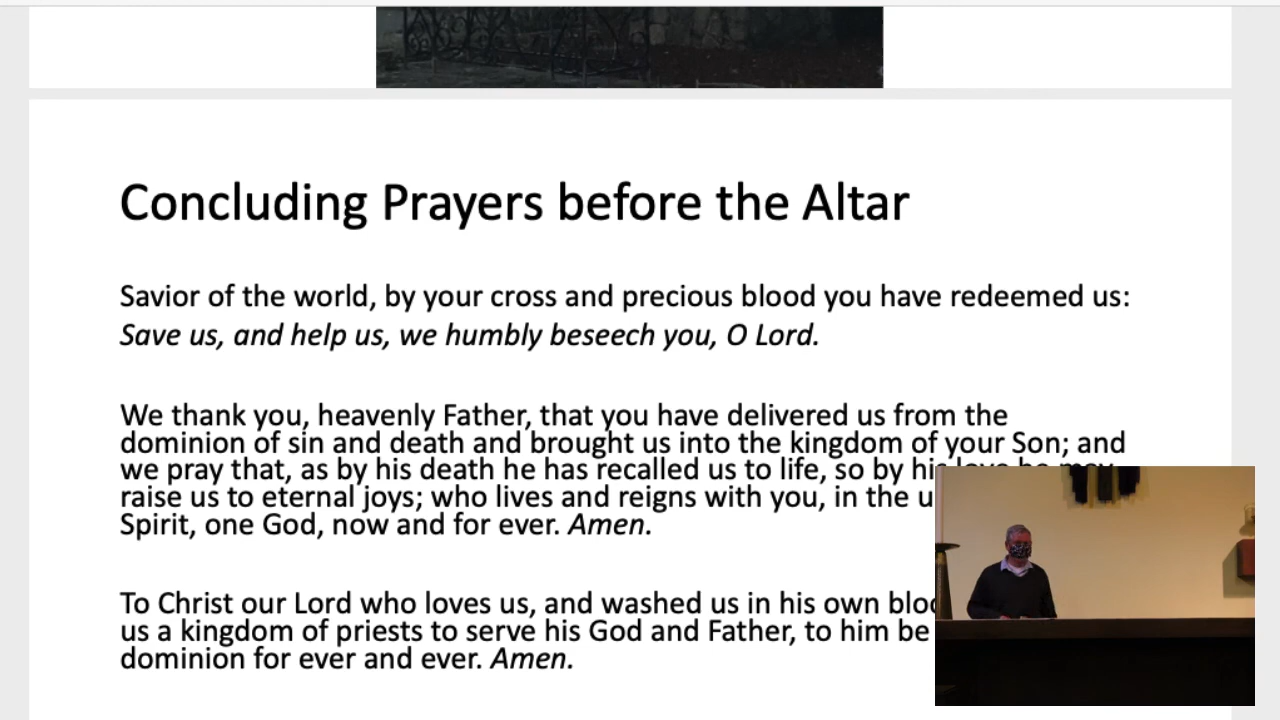 Concluding Prayers before the Altar
Savior of the world, by your cross and precious blood you have redeemed us:
Save us, and help us, we humbly beseech you, O Lord.
We thank you, heavenly Father, that you have delivered us from the
dominion of sin and death and brought us into the kingdom of your Son; and
we pray that, as by his death he has recalled us to life, so by his love he may
raise us to eternal joys; who lives and reigns with you, in the
Spirit, one God, now and for ever. Amen.
To Christ our Lord who loves us, and washed us in his own
us a kingdom of priests to serve his God and Father, to him be
dominion for ever and ever. Amen.